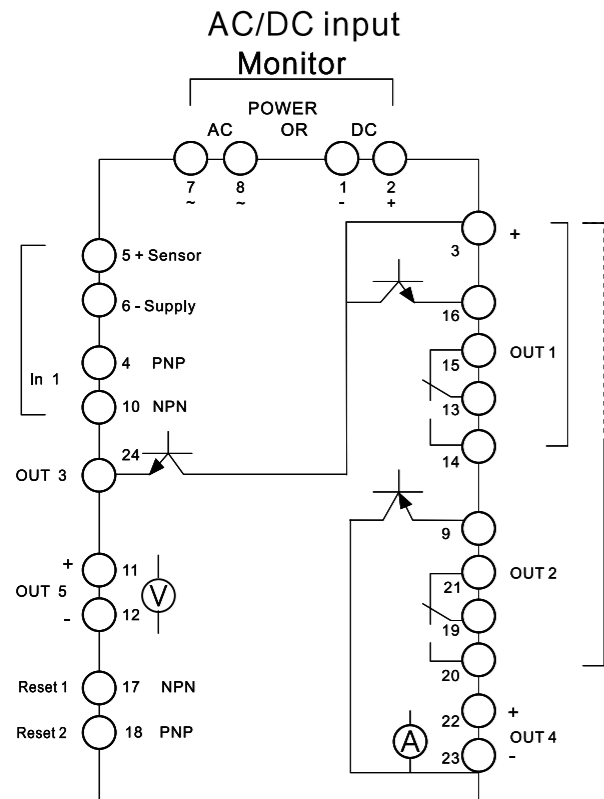 AC/DC input
Monitor
POWER
AC OR DC
7 8 1 2
~ ~ - +
3 +
5 + Sensor
6 - Supply
16
4 PNP
15 OUT 1
In 1
10 NPN
13
14
24
OUT 3
9
+ 11
OUT 5
- 12
V
21 OUT 2
19
20
Reset 1 17 NPN
22 +
Reset 2 18 PNP
OUT 4
A
23 -